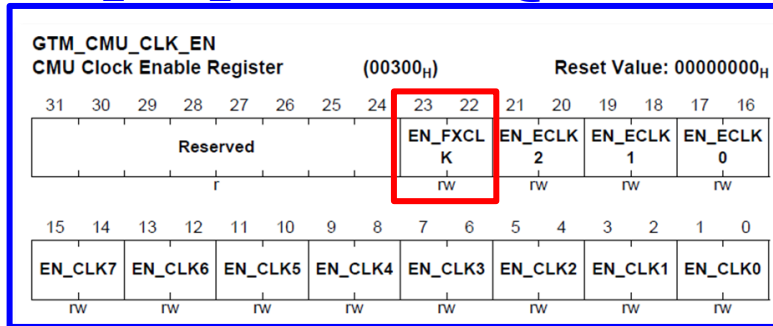 GTM_CMU_CLK_EN
CMU Clock Enable Register (00300H) Reset Value: 00000000H
31 30 29 28 27 26 25 24 23 22 21 20 19 18 17 16
Reserved EN_FXCL EN_ECLK EN_ECLK EN_ECLK
K 2 1 0
r rw rw rw rw
15 14 13 12 11 10 9 8 7 6 5 4 3 2 1 0
EN_CLK7 EN_CLK6 EN_CLK5 EN_CLK4 EN_CLK3 EN_CLK2 EN_CLK1 EN_CLK0
rw rw rw rw rw rw rw rw